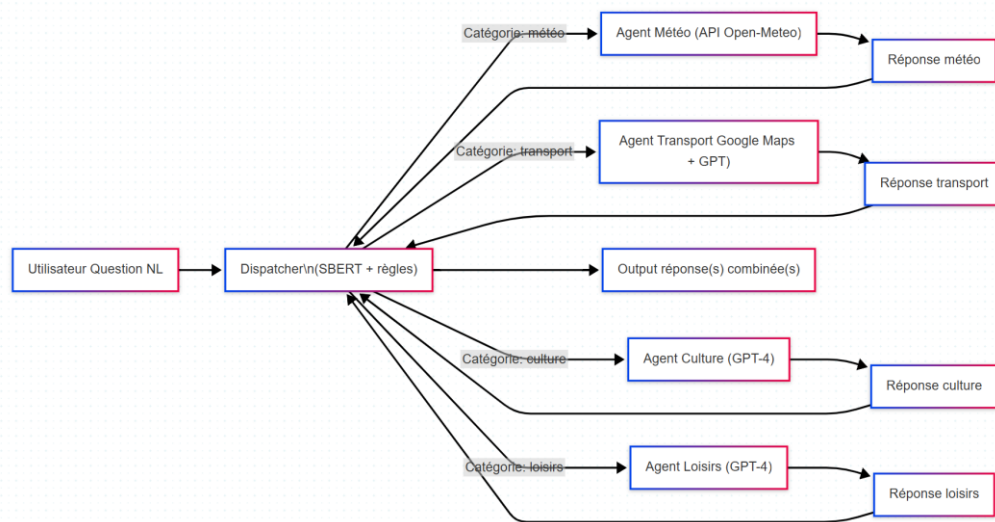 Catégorie: météo
Agent Météo (API Open-Meteo)
Réponse météo
Catégorie: transport
Agent Transport Google Maps
+ GPT)
Réponse transport
Utilisateur Question NL
Dispatcher\n(SBERT + règles)
Output réponse(s) combinée(s)
Catégorie: culture
Agent Culture (GPT-4)
Réponse culture
Catégorie: loisirs
Agent Loisirs (GPT-4)
Réponse loisirs